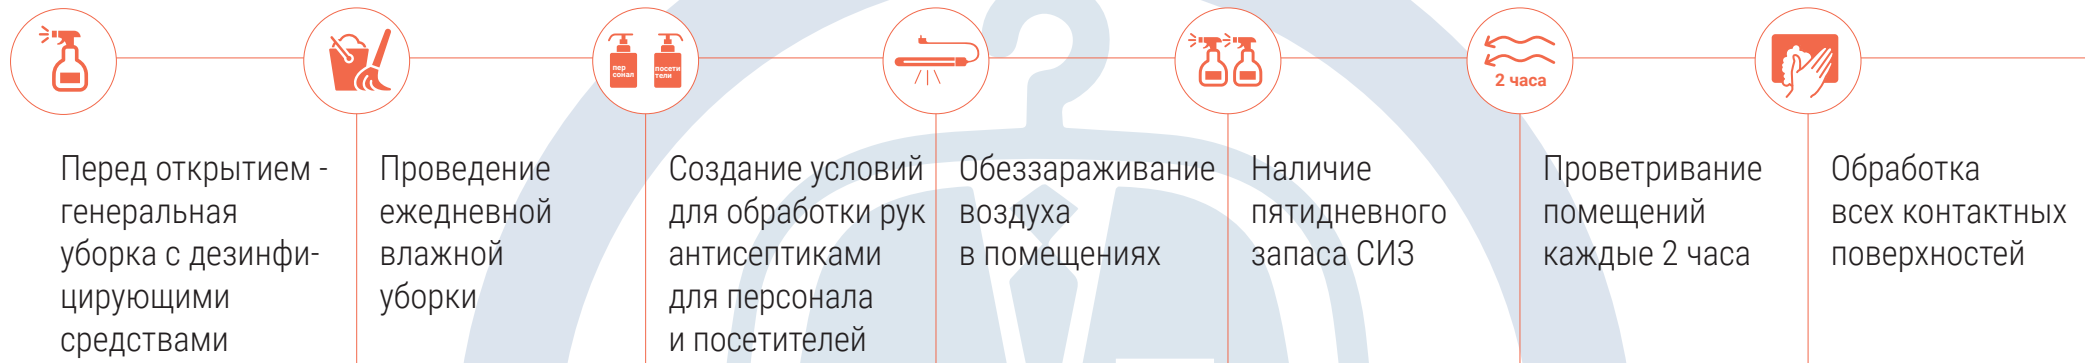 пер
сонал
посети
тели
2 часа
Перед открытием -
генеральная
уборка с дезинфи-
цирующими
средствами
Проведение
ежедневной
влажной
уборки
Создание условий
для обработки рук
антисептиками
для персонала
и посетителей
Обеззараживание
воздуха
в помещениях
Наличие
пятидневного
запаса СИЗ
Проветривание
помещений
каждые 2 часа
Обработка
всех контактных
поверхностей